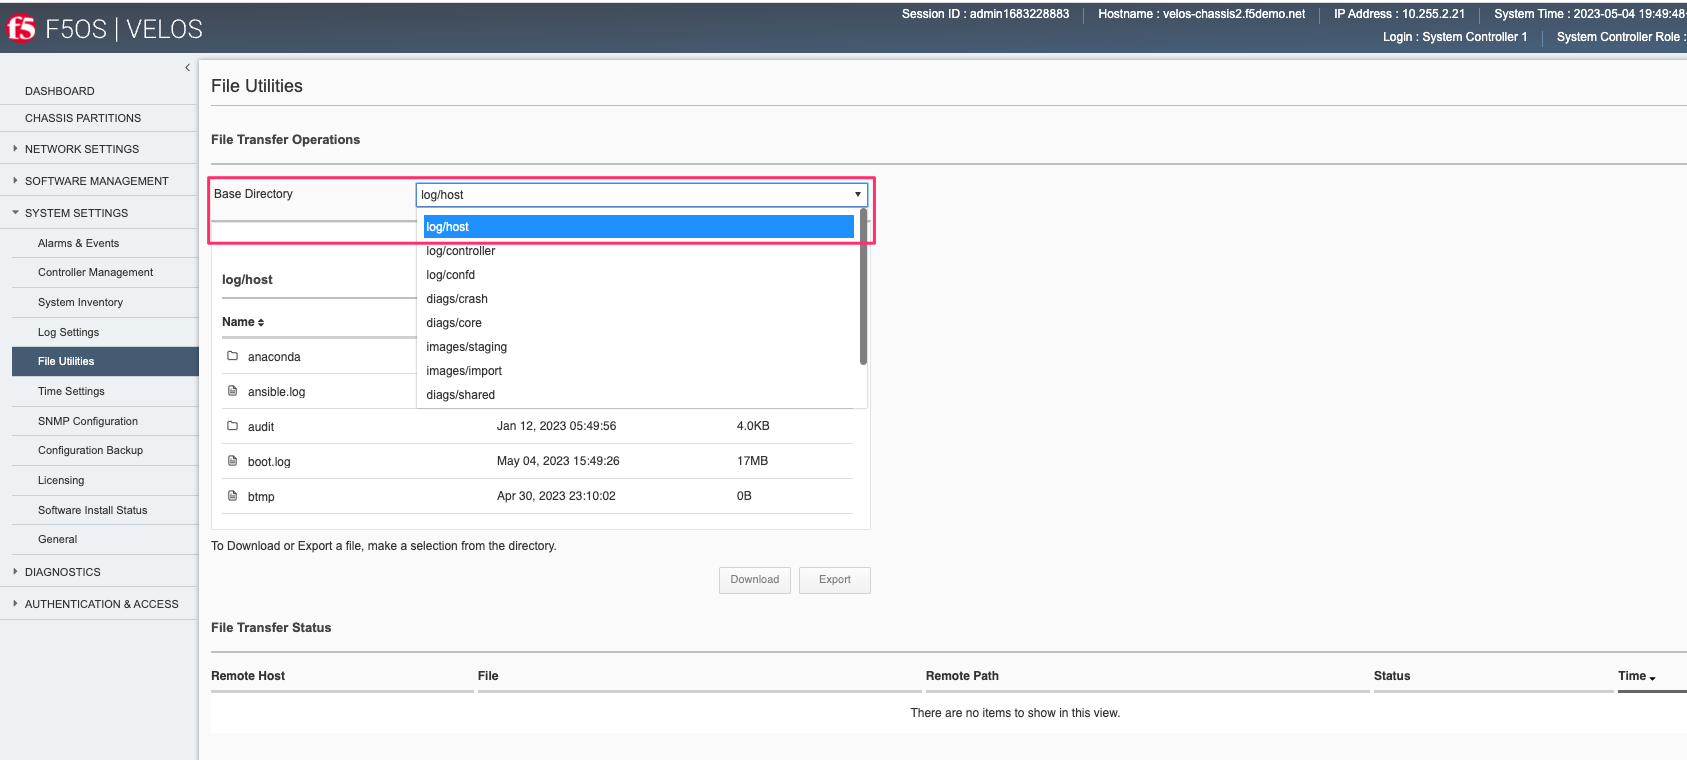 Session ID : admin1683228883 Hostname : velos-chassis2.f5demo.net IP Address : 10.255.2.21 System Time : 2023-05-04 19:49:48
f5 F5OS | VELOS
Login : System Controller 1 System Controller Role :
DASHBOARD
CHASSIS PARTITIONS
NETWORK SETTINGS
SOFTWARE MANAGEMENT
SYSTEM SETTINGS
Alarms & Events
Controller Management
System Inventory
Log Settings
File Utilities
Time Settings
SNMP Configuration
Configuration Backup
Licensing
Software Install Status
General
DIAGNOSTICS
AUTHENTICATION & ACCESS
File Utilities
File Transfer Operations
Base Directory log/host
log/host
log/controller
log/confd
diags/crash
diags/core
images/staging
images/import
diags/shared
log/host
Name
anaconda
ansible.log
audit Jan 12, 2023 05:49:56 4.0KB
boot.log May 04, 2023 15:49:26 17MB
btmp Apr 30, 2023 23:10:02 0B
To Download or Export a file, make a selection from the directory.
Download Export
File Transfer Status
Remote Host File Remote Path Status Time
There are no items to show in this view.